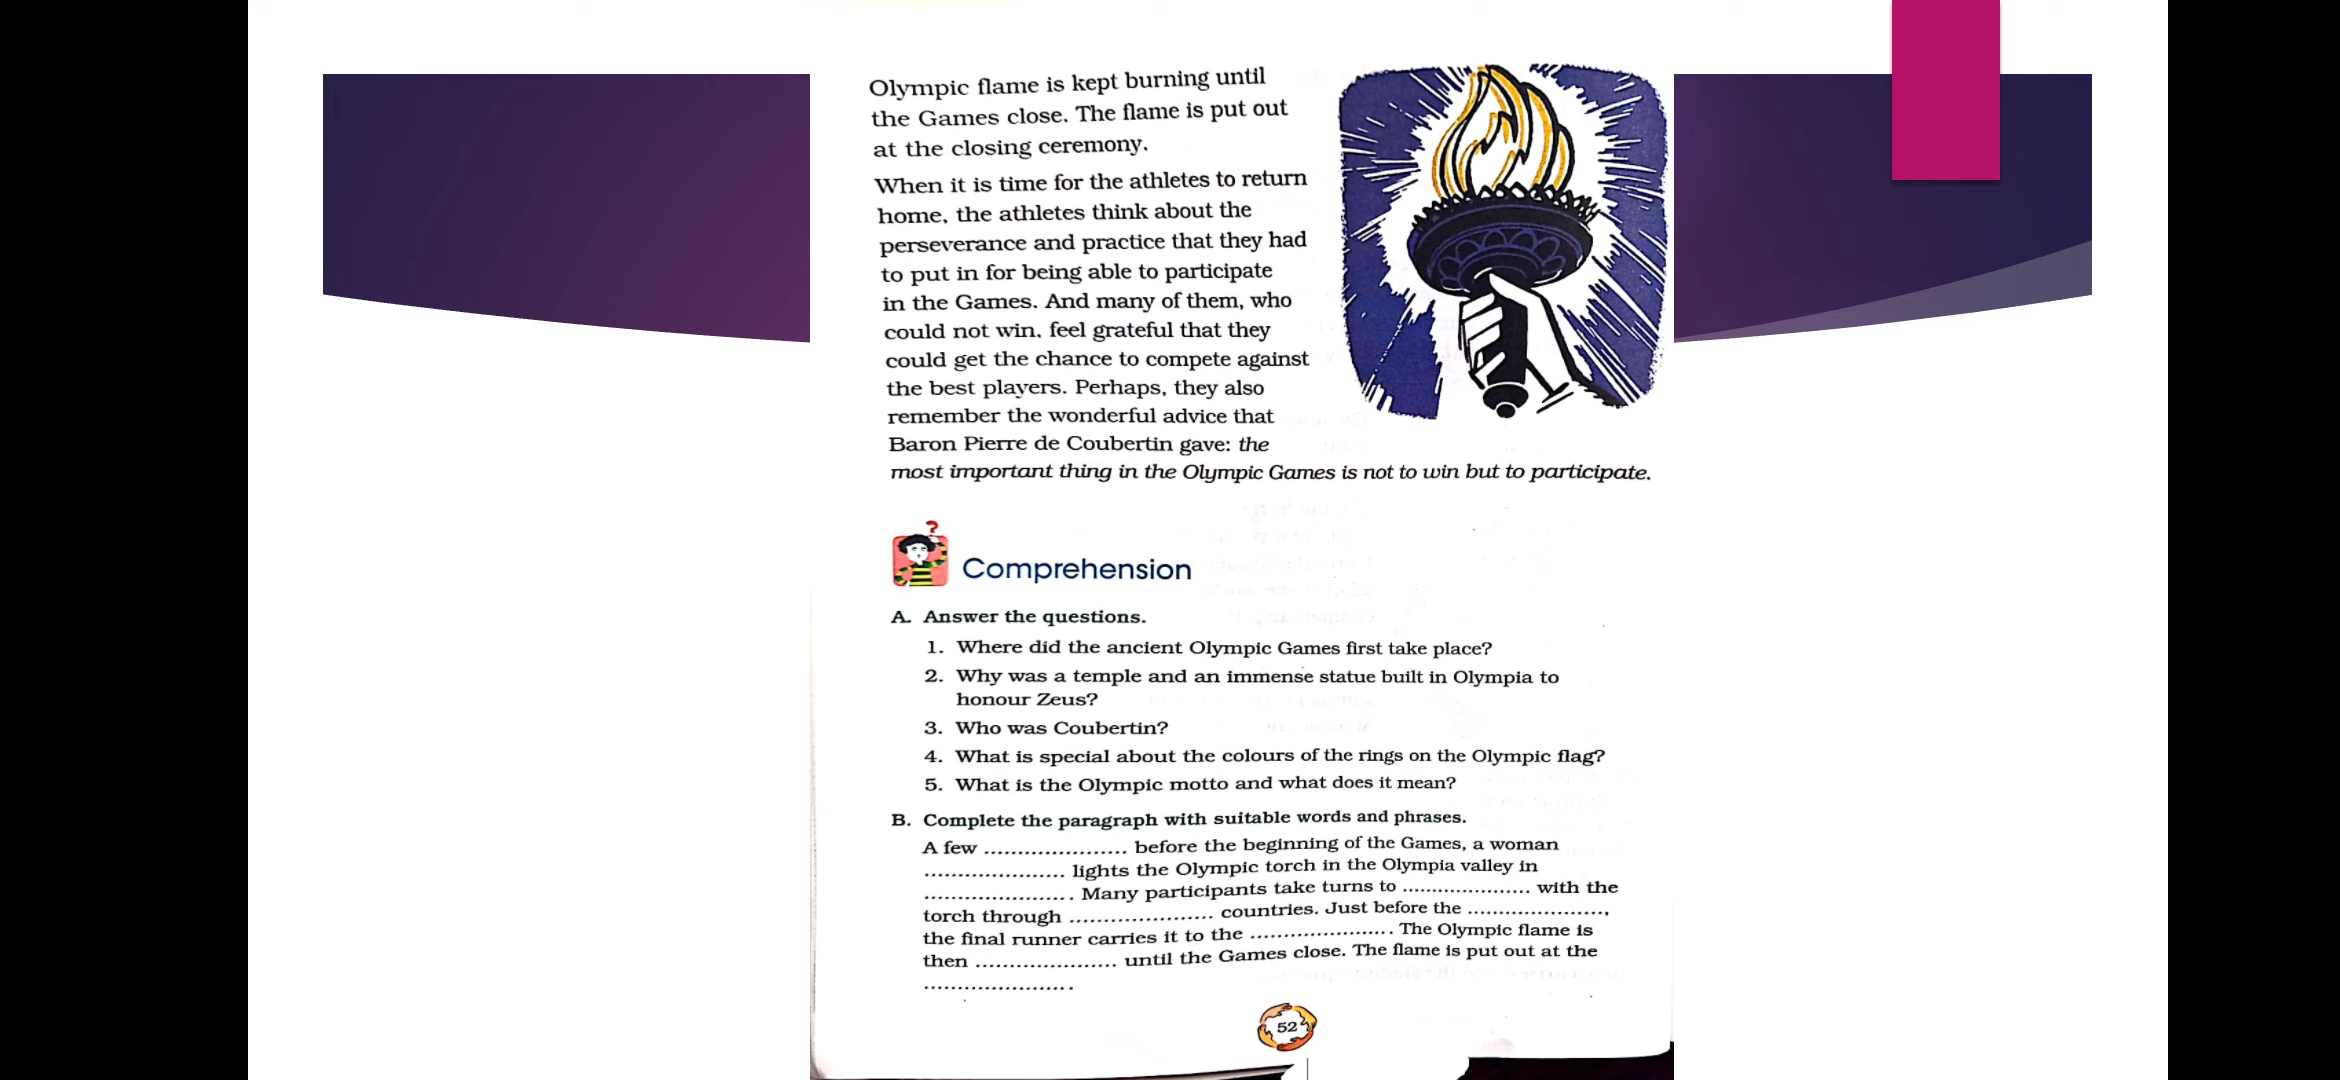 Olympic flame is kept burning until
the Games close. The flame is put out
at the closing ceremony.
When it is time for the athletes to return
home, the athletes think about the
perseverance and practice that they had
to put in for being able to participate
in the Games. And many of them, who
could not win, feel grateful that they
could get the chance to compete against
the best players. Perhaps, they also
remember the wonderful advice that
Baron Pierre de Coubertin gave: the
most important thing in the Olympic Games is not to win but to participate.
?
Comprehension
A. Answer the questions.
1. Where did the ancient Olympic Games first take place?
2. Why was a temple and an immense statue built in Olympia to
honour Zeus?
3. Who was Coubertin?
4. What is special about the colours of the rings on the Olympic flag?
5. What is the Olympic motto and what does it mean?
B. Complete the paragraph with suitable words and phrases.
A few ..................... before the beginning of the Games, a woman
..................... lights the Olympic torch in the Olympia valley in
..................... . Many participants take turns to ................... with the
torch through ..................... countries. Just before the .....................,
the final runner carries it to the ..................... . The Olympic flame is
then ..................... until the Games close. The flame is put out at the
..................... .
52